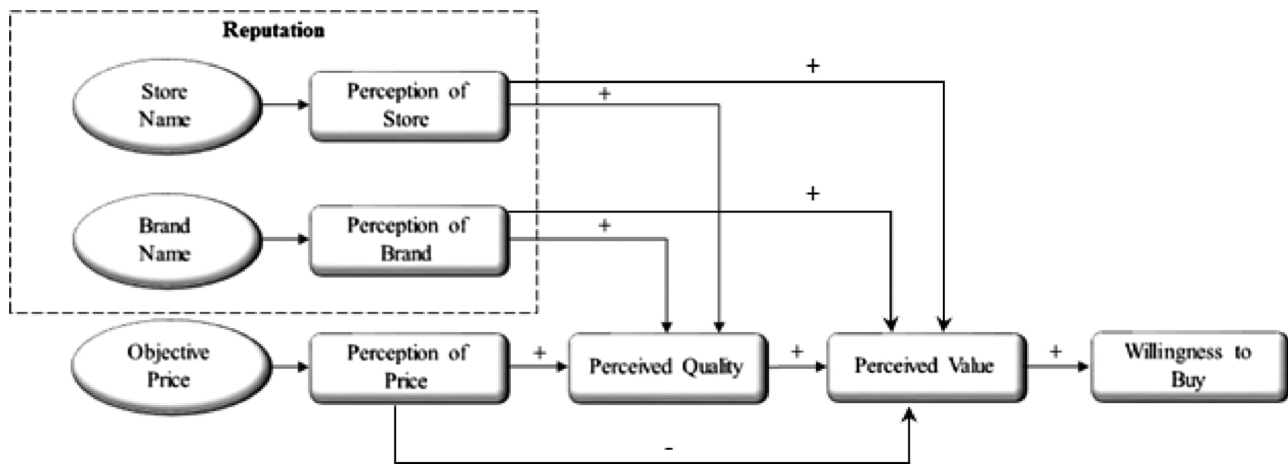 Reputation
Store
Name
Perception of
Store
+
+
Brand
Name
Perception of
Brand
+
+
Objective
Price
Perception of
Price
+
Perceived Quality
+
Perceived Value
+
Willingness to
Buy
-